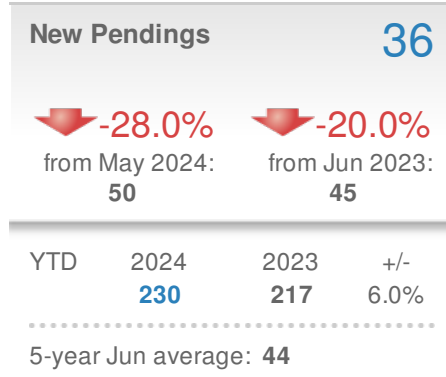 New Pendings 36
-28.0% -20.0%
from May 2024: from Jun 2023:
50 45
YTD 2024 2023 +/-
230 217 6.0%
5-year Jun average: 44